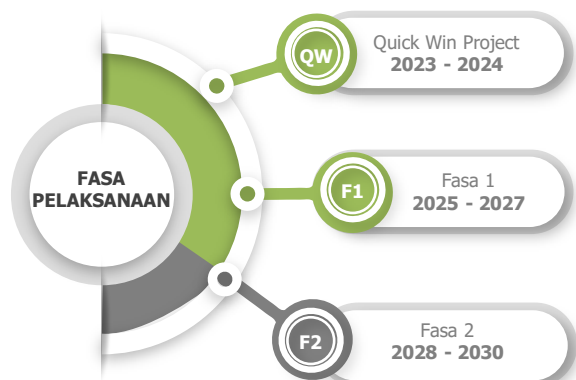 FASA
PELAKSANAAN
QW
Quick Win Project
2023 - 2024
F1
Fasa 1
2025 - 2027
F2
Fasa 2
2028 - 2030